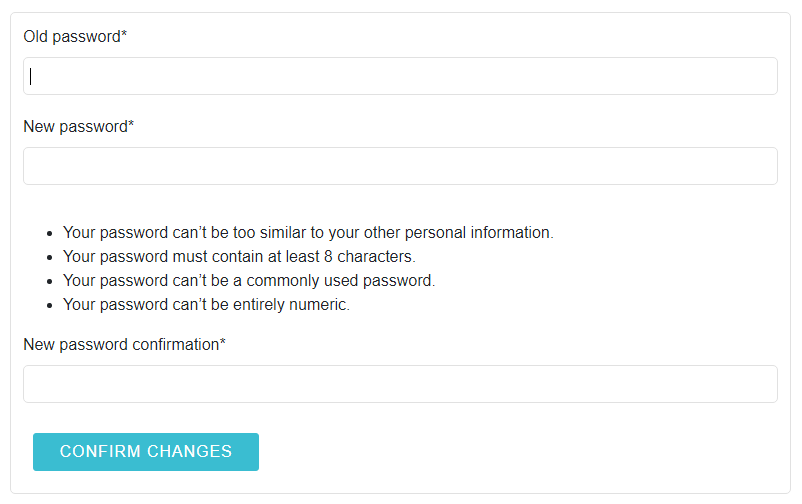 Old password*
New password*
Your password can’t be too similar to your other personal information.
Your password must contain at least 8 characters.
Your password can’t be a commonly used password.
Your password can’t be entirely numeric.
New password confirmation*
CONFIRM CHANGES